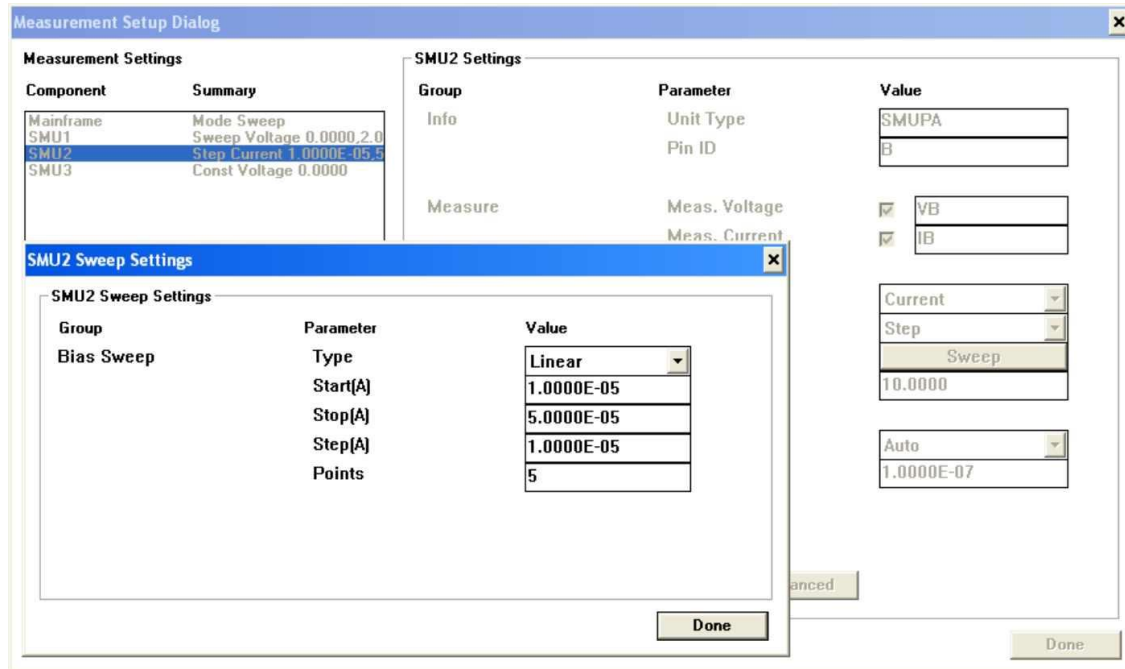 Measurement Setup Dialog
Measurement Settings
Component Summary
Mainframe Mode Sweep
SMU1 Sweep Voltage 0.0000,2.0
SMU2 Step Current 1.0000E-05,5
SMU3 Const Voltage 0.0000
SMU2 Settings
Group Parameter Value
Info Unit Type SMUPA
Pin ID B
Measure Meas. Voltage VB
Meas. Current IB
Current
Step
Sweep
10.0000
Auto
1.0000E-07
anced
Done
SMU2 Sweep Settings
SMU2 Sweep Settings
Group Parameter Value
Bias Sweep Type Linear
Start(A) 1.0000E-05
Stop(A) 5.0000E-05
Step(A) 1.0000E-05
Points 5
Done